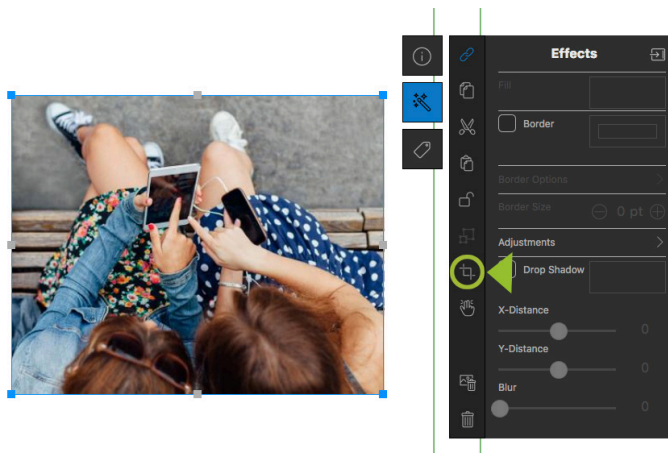 Effects
Fill
Border
Border Options
Border Size
0 pt
Adjustments
Drop Shadow
X-Distance
0
Y-Distance
0
Blur
0